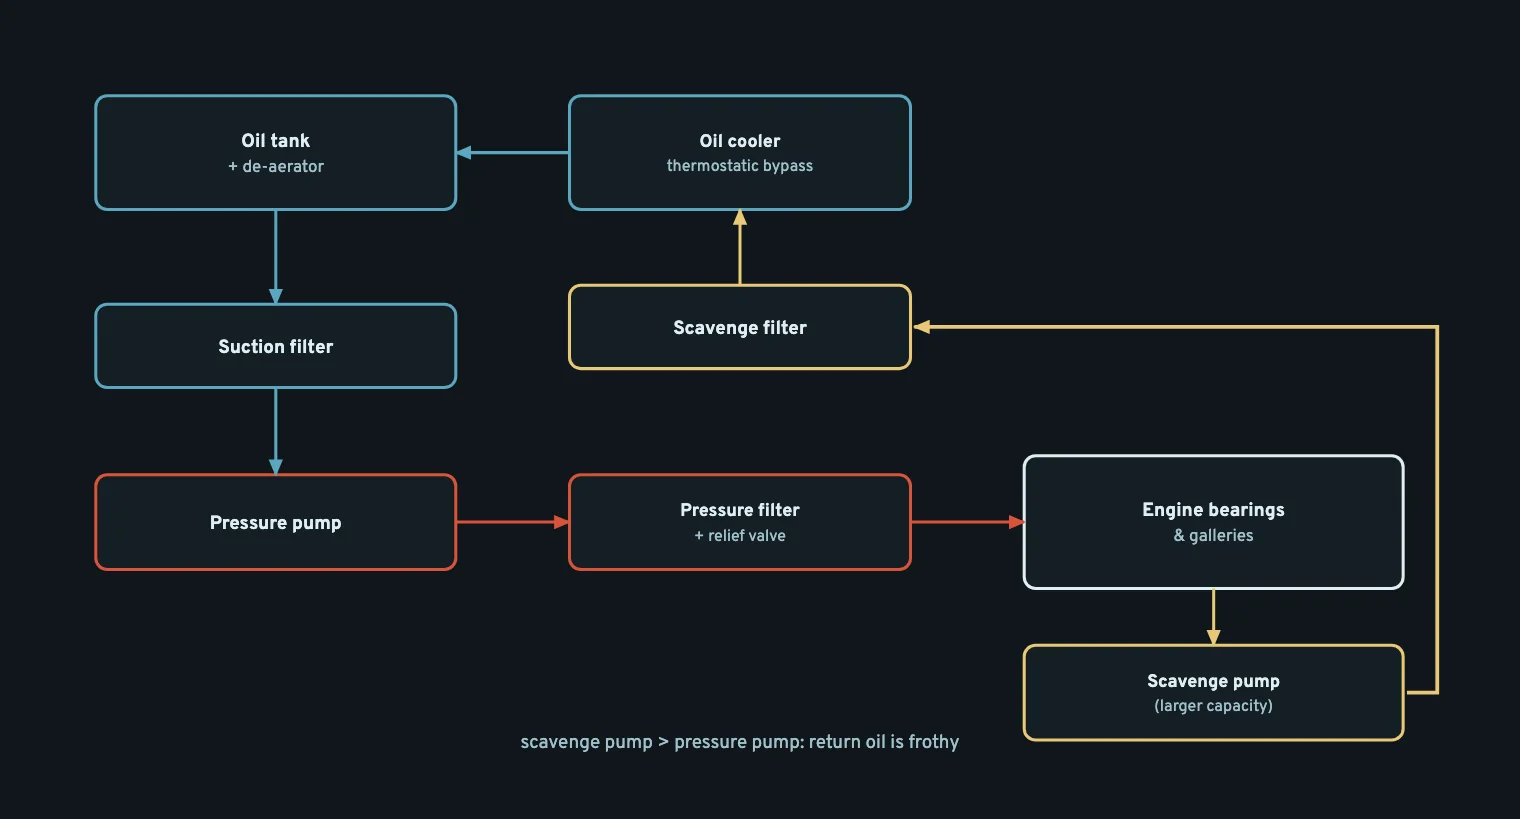 Oil tank
+ de-aerator
Oil cooler
thermostatic bypass
Suction filter
Scavenge filter
Pressure pump
Pressure filter
+ relief valve
Engine bearings
& galleries
Scavenge pump
(larger capacity)
scavenge pump > pressure pump: return oil is frothy